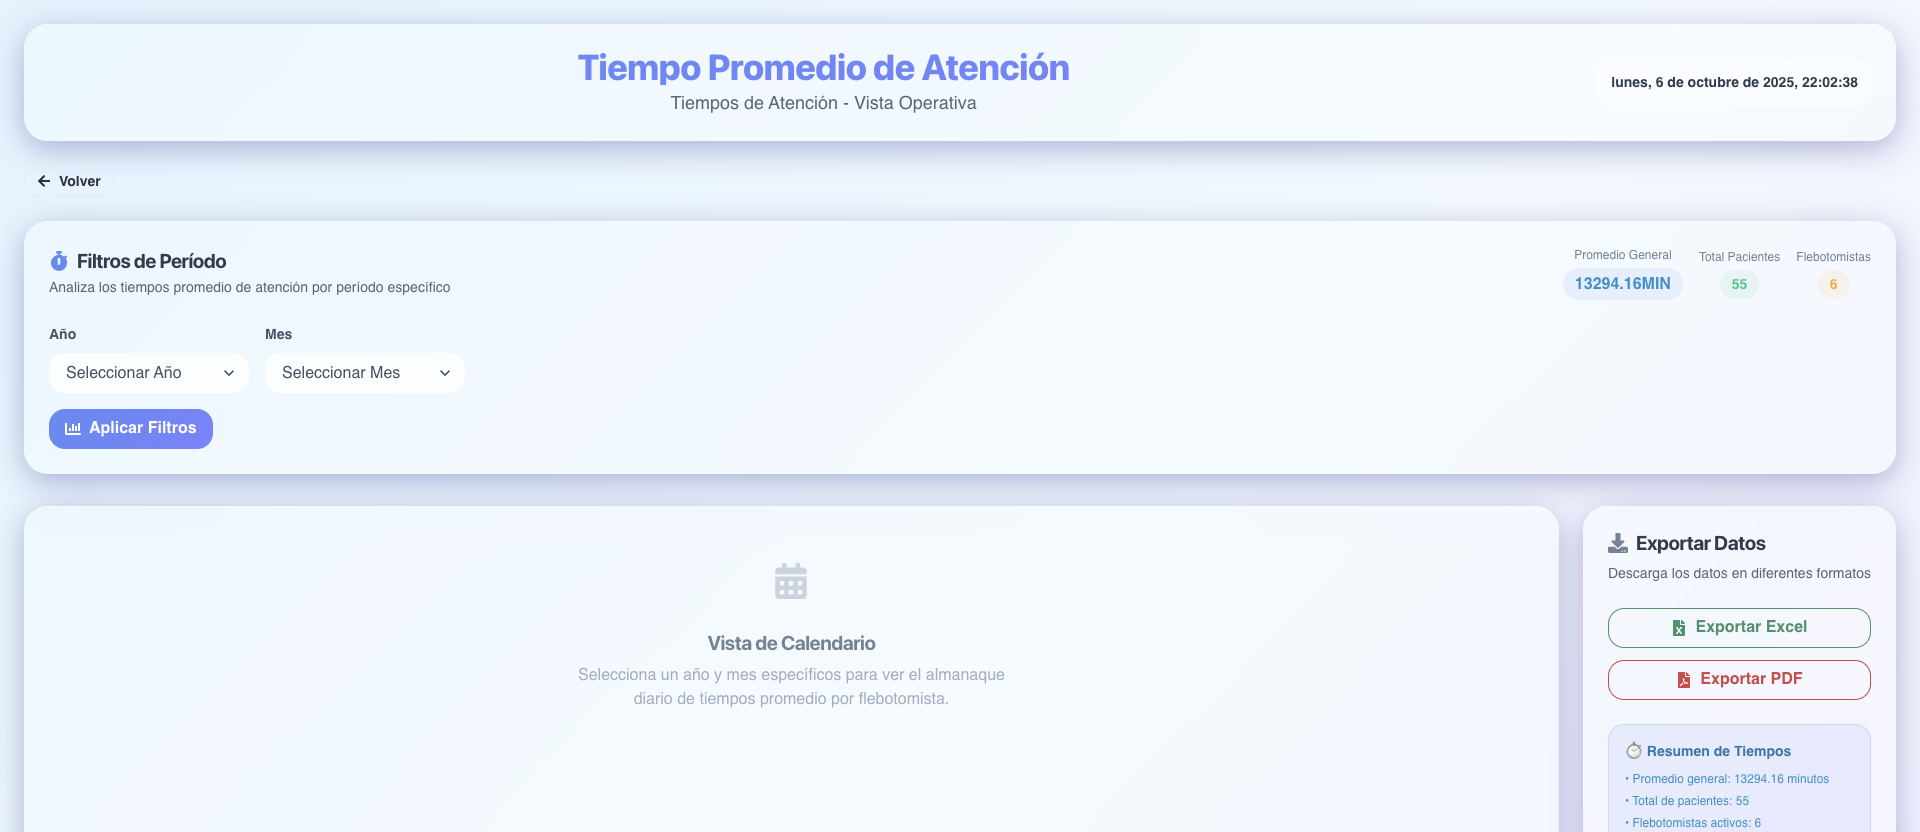 Tiempo Promedio de Atención
Tiempos de Atención - Vista Operativa
lunes, 6 de octubre de 2025, 22:02:38
Volver
Filtros de Período
Analiza los tiempos promedio de atención por período específico
Promedio General
13294.16MIN
Total Pacientes
55
Flebotomistas
6
Año
Mes
Seleccionar Año
Seleccionar Mes
Aplicar Filtros
Vista de Calendario
Selecciona un año y mes específicos para ver el almanaque
diario de tiempos promedio por flebotomista.
Exportar Datos
Descarga los datos en diferentes formatos
Exportar Excel
Exportar PDF
Resumen de Tiempos
• Promedio general: 13294.16 minutos
• Total de pacientes: 55
• Flebotomistas activos: 6